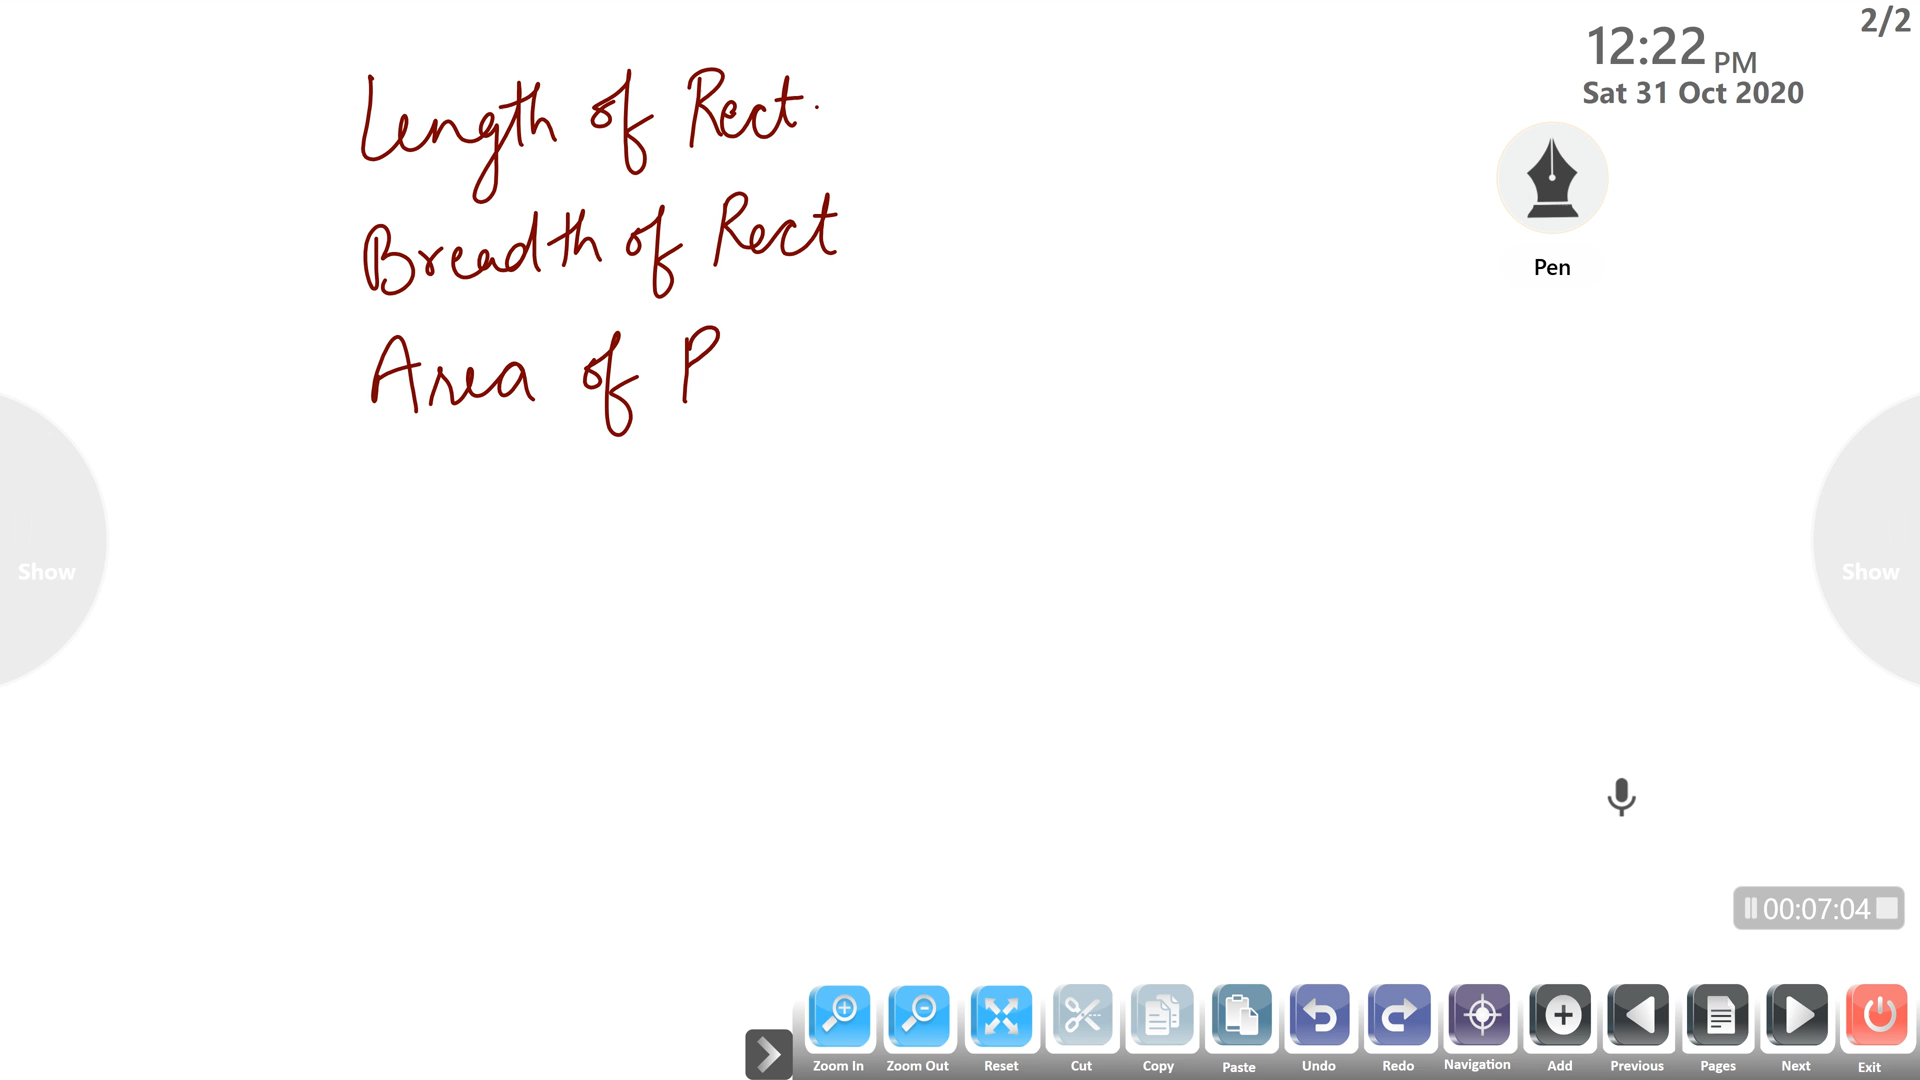 2/2
12:22 PM
Sat 31 Oct 2020
Length of Rect.
Breadth of Rect
Area of P
Pen
Show
Show
00:07:04
Zoom In Zoom Out Reset Cut Copy Paste Undo Redo Navigation Add Previous Pages Next Exit